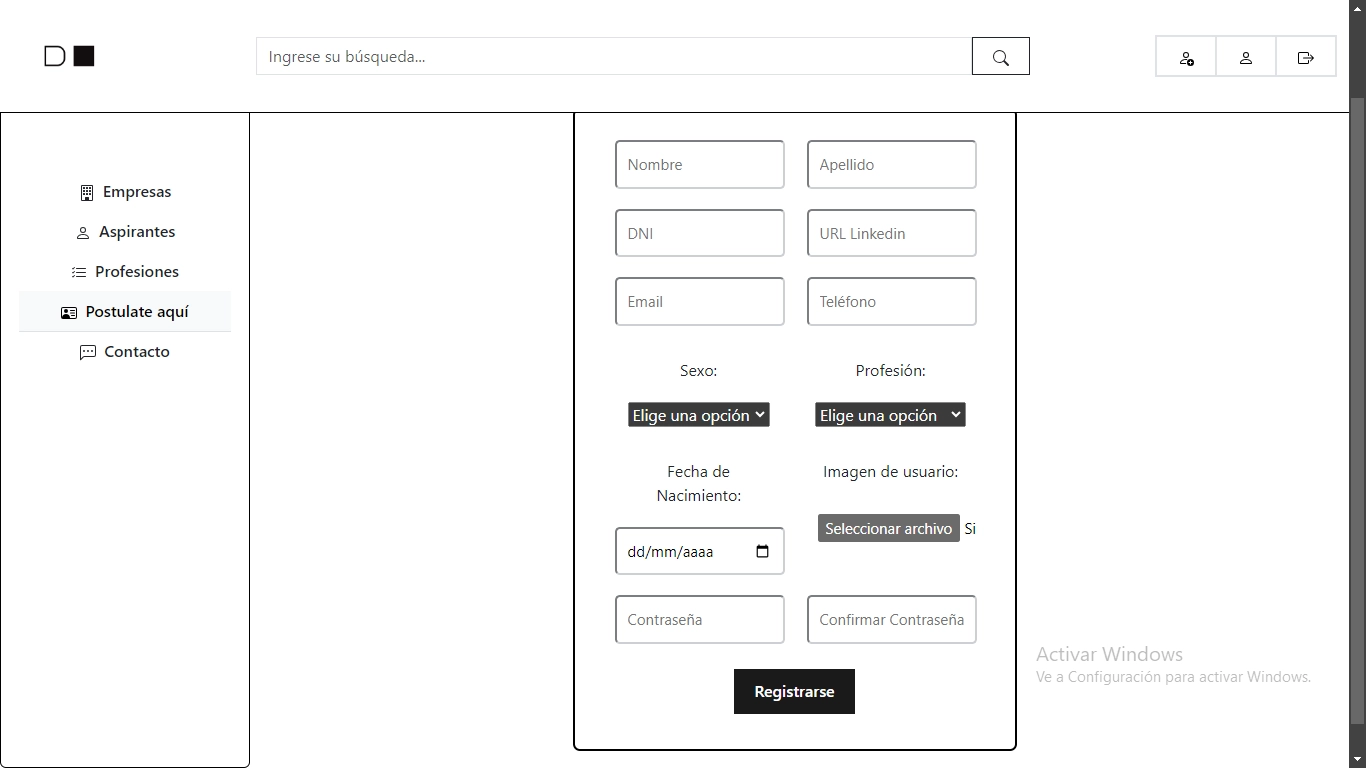 D
Ingrese su búsqueda...
Empresas
Aspirantes
Profesiones
Postulate aquí
Contacto
Nombre
Apellido
DNI
URL Linkedin
Email
Teléfono
Sexo:
Profesión:
Elige una opción
Elige una opción
Fecha de
Nacimiento:
Imagen de usuario:
Seleccionar archivo Si
dd/mm/aaaa
Contraseña
Confirmar Contraseña
Registrarse
Activar Windows
Ve a Configuración para activar Windows.